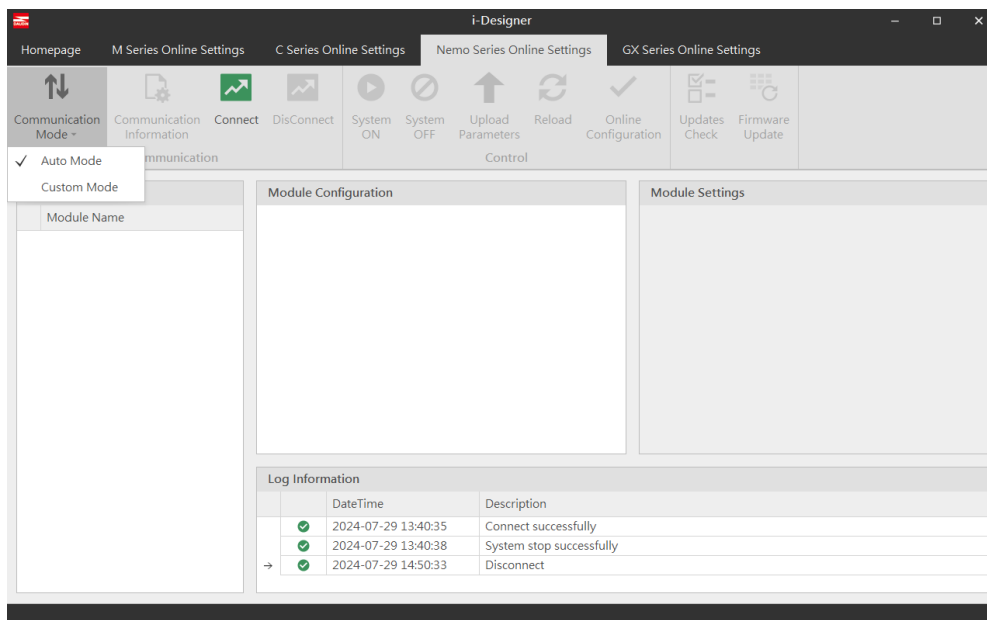 i-Designer
Homepage M Series Online Settings C Series Online Settings Nemo Series Online Settings GX Series Online Settings
Communication Mode
Communication Information
Connect
DisConnect
System ON
System OFF
Upload Parameters
Reload
Online Configuration
Updates Check
Firmware Update
Control
Auto Mode
Custom Mode
Module Name
Module Configuration
Module Settings
Log Information
DateTime Description
2024-07-29 13:40:35 Connect successfully
2024-07-29 13:40:38 System stop successfully
2024-07-29 14:50:33 Disconnect